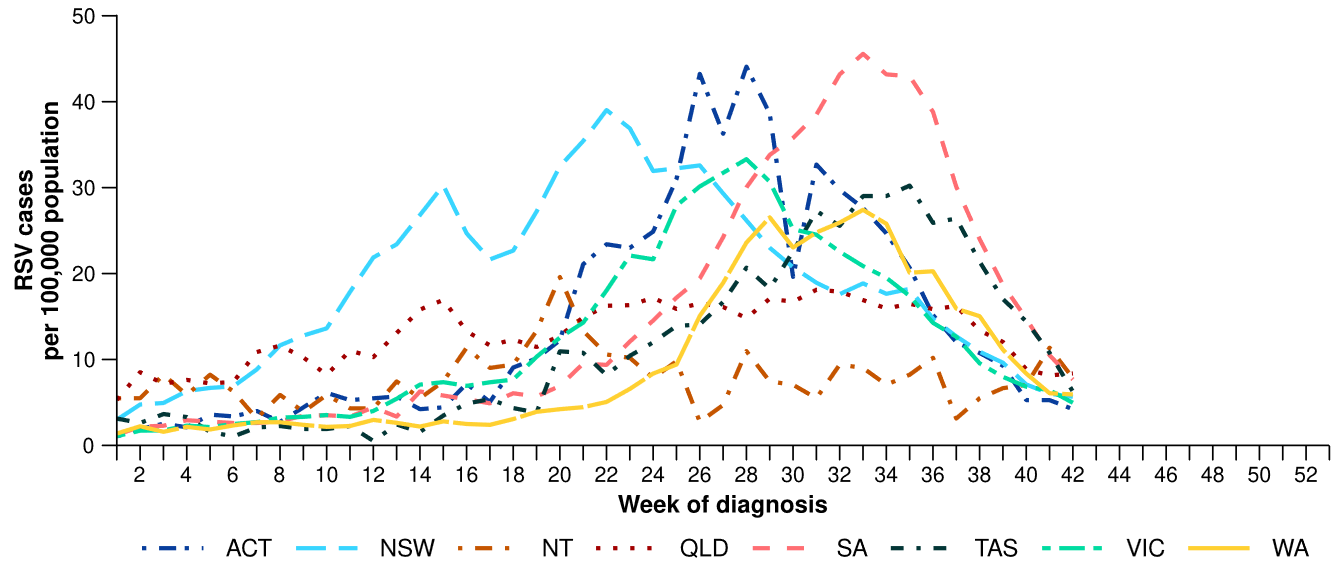 RSV cases
per 100,000 population
50
40
30
20
10
0
2 4 6 8 10 12 14 16 18 20 22 24 26 28 30 32 34 36 38 40 42 44 46 48 50 52
Week of diagnosis
ACT NSW NT QLD SA TAS VIC WA